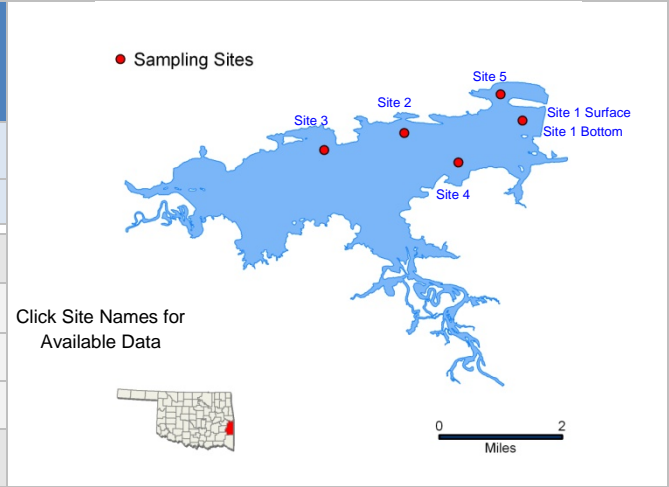 Sampling Sites
Site 5
Site 2
Site 1 Surface
Site 3
Site 1 Bottom
Site 4
Click Site Names for
Available Data
0 2
Miles